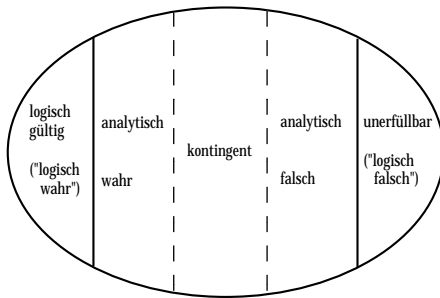 logisch
gültig
("logisch
wahr")
analytisch
wahr
kontingent
analytisch
falsch
unerfüllbar
("logisch
falsch")